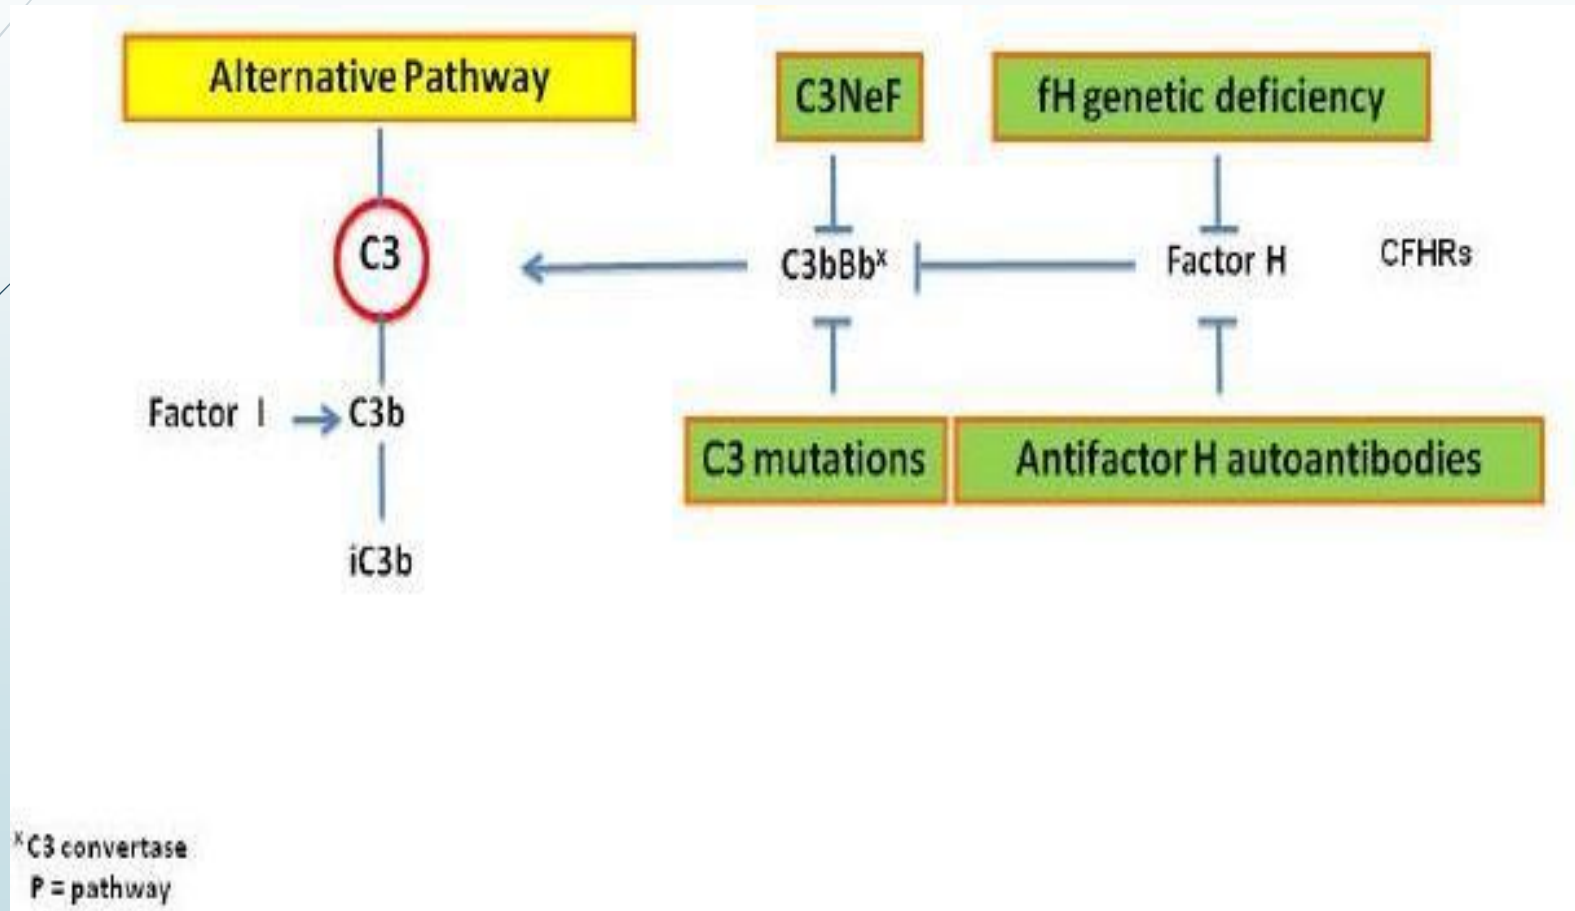 Alternative Pathway
C3NeF
fH genetic deficiency
C3
C3bBbˣ
Factor H
CFHRs
Factor I
C3b
C3 mutations
Antifactor H autoantibodies
iC3b
ˣC3 convertase
P = pathway